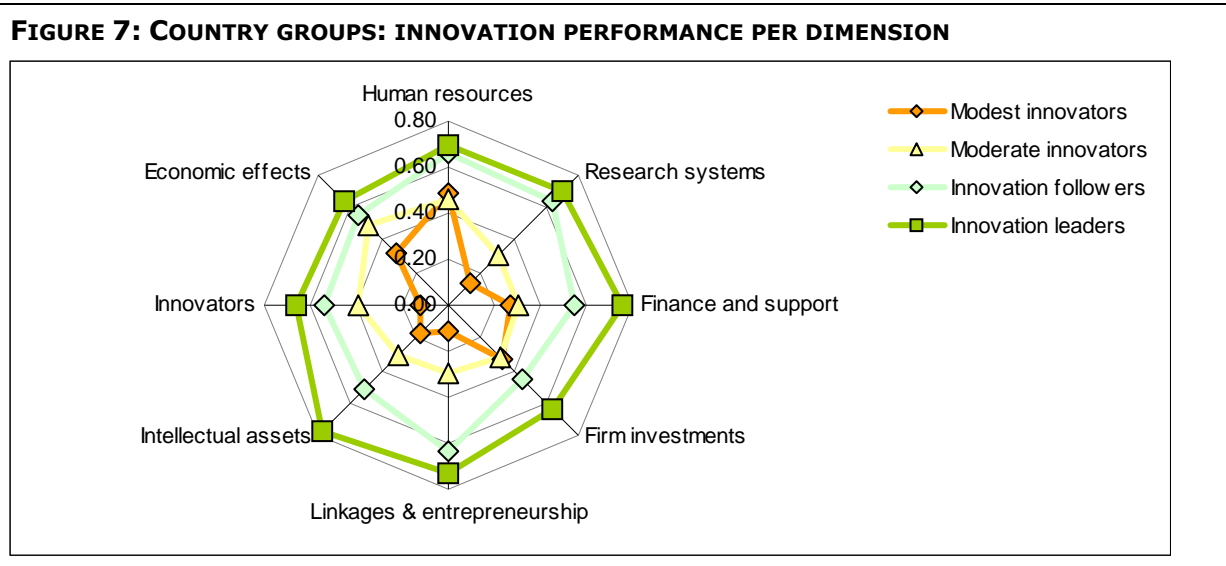 FIGURE 7: COUNTRY GROUPS: INNOVATION PERFORMANCE PER DIMENSION
Human resources
0.80
0.60
0.40
0.20
0.00
Research systems
Finance and support
Firm investments
Linkages & entrepreneurship
Intellectual assets
Innovators
Economic effects
Modest innovators
Moderate innovators
Innovation followers
Innovation leaders